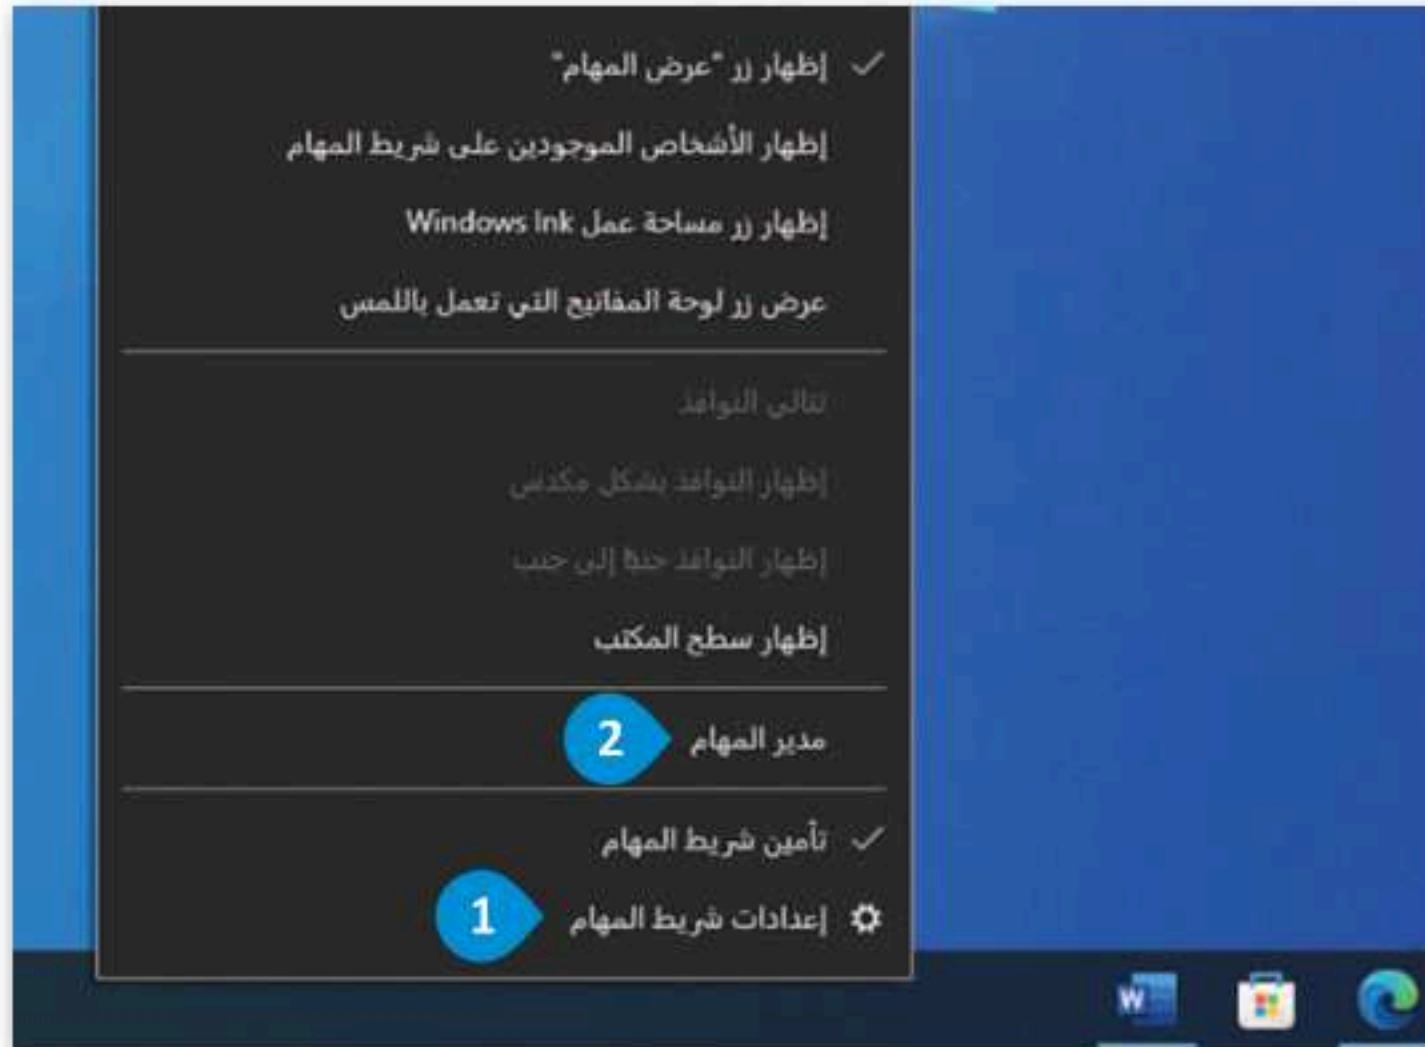 إظهار زر "عرض المهام"
إظهار الأشخاص الموجودين على شريط المهام
إظهار زر مساحة عمل Windows Ink
عرض زر لوحة المفاتيح التي تعمل باللمس
تتالي النوافذ
إظهار النوافذ بشكل مكدس
إظهار النوافذ جنبًا إلى جنب
إظهار سطح المكتب
مدير المهام 2
تأمين شريط المهام
إعدادات شريط المهام 1
W